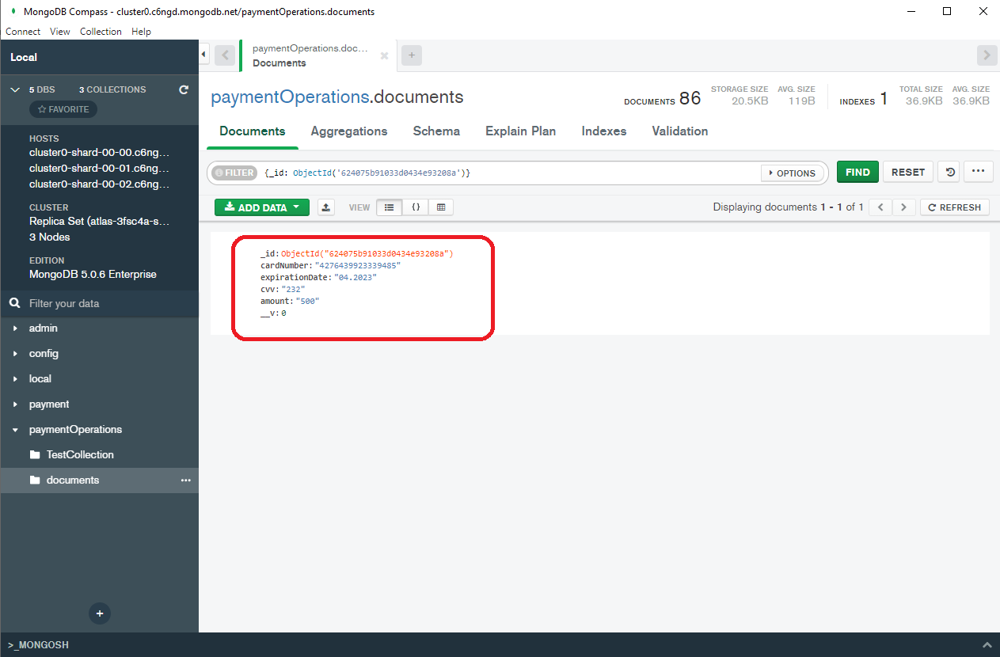 MongoDB Compass - cluster0.c6ngd.mongodb.net/paymentOperations.documents
Connect View Collection Help
Local
paymentOperations.doc...
Documents
5 DBS 3 COLLECTIONS
FAVORITE
HOSTS
cluster0-shard-00-00.c6ng...
cluster0-shard-00-01.c6ng...
cluster0-shard-00-02.c6ng...
CLUSTER
Replica Set (atlas-3fsc4a-s...
3 Nodes
EDITION
MongoDB 5.0.6 Enterprise
Filter your data
admin
config
local
payment
paymentOperations
TestCollection
documents
paymentOperations.documents
DOCUMENTS 86
STORAGE SIZE
20.5KB
AVG. SIZE
119B
INDEXES 1
TOTAL SIZE
36.9KB
AVG. SIZE
36.9KB
Documents Aggregations Schema Explain Plan Indexes Validation
FILTER {_id: ObjectId('624075b91033d0434e93208a')} OPTIONS FIND RESET
ADD DATA VIEW {} Displaying documents 1 - 1 of 1 REFRESH
_id: ObjectId("624075b91033d0434e93208a")
cardNumber: "4276439923339485"
expirationDate: "04.2023"
cvv: "232"
amount: "500"
__v: 0
>_MONGOSH